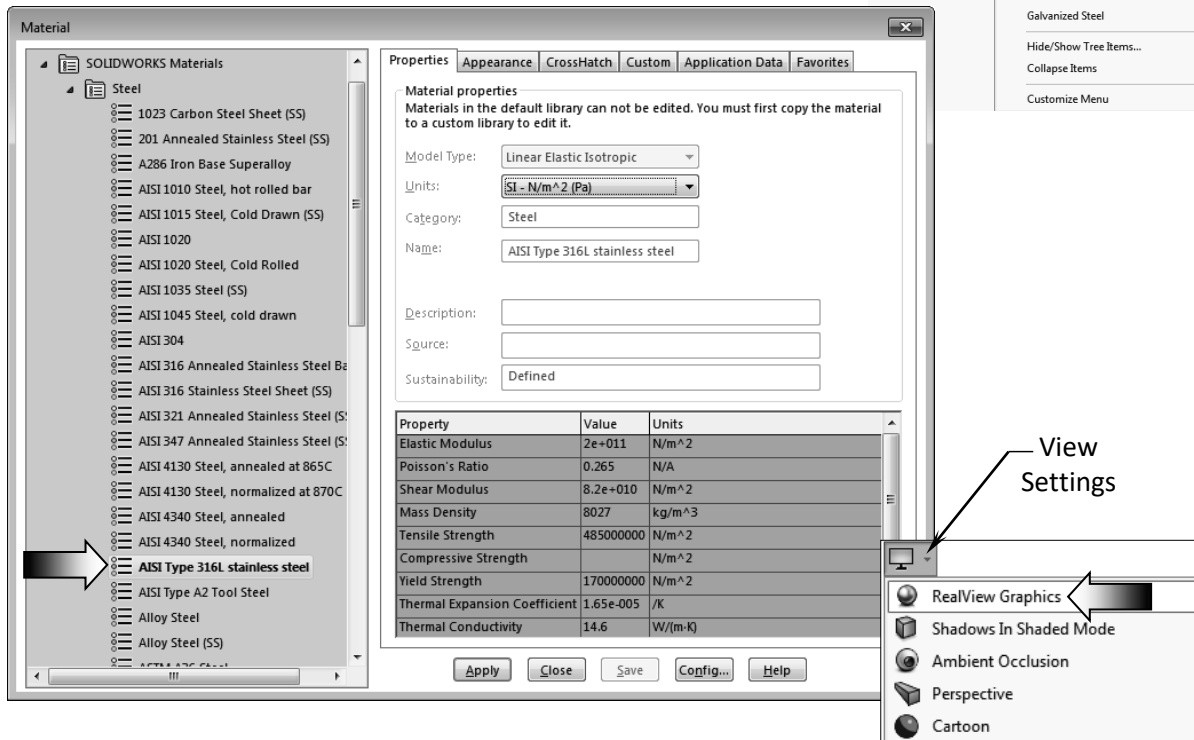 Material
SOLIDWORKS Materials
Steel
1023 Carbon Steel Sheet (SS)
201 Annealed Stainless Steel (SS)
A286 Iron Base Superalloy
AISI 1010 Steel, hot rolled bar
AISI 1015 Steel, Cold Drawn (SS)
AISI 1020
AISI 1020 Steel, Cold Rolled
AISI 1035 Steel (SS)
AISI 1045 Steel, cold drawn
AISI 304
AISI 316 Annealed Stainless Steel Ba
AISI 316 Stainless Steel Sheet (SS)
AISI 321 Annealed Stainless Steel (S
AISI 347 Annealed Stainless Steel (S
AISI 4130 Steel, annealed at 865C
AISI 4130 Steel, normalized at 870C
AISI 4340 Steel, annealed
AISI 4340 Steel, normalized
AISI Type 316L stainless steel
AISI Type A2 Tool Steel
Alloy Steel
Alloy Steel (SS)
ASTM A36 Steel
Properties Appearance CrossHatch Custom Application Data Favorites
Material properties
Materials in the default library can not be edited. You must first copy the material
to a custom library to edit it.
Model Type: Linear Elastic Isotropic
Units: SI - N/m^2 (Pa)
Category: Steel
Name: AISI Type 316L stainless steel
Description:
Source:
Sustainability: Defined
Property Value Units
Elastic Modulus 2e+011 N/m^2
Poisson's Ratio 0.265 N/A
Shear Modulus 8.2e+010 N/m^2
Mass Density 8027 kg/m^3
Tensile Strength 485000000 N/m^2
Compressive Strength N/m^2
Yield Strength 170000000 N/m^2
Thermal Expansion Coefficient 1.65e-005 /K
Thermal Conductivity 14.6 W/(m·K)
Apply Close Save Config... Help
Galvanized Steel
Hide/Show Tree Items...
Collapse Items
Customize Menu
View
Settings
RealView Graphics
Shadows In Shaded Mode
Ambient Occlusion
Perspective
Cartoon